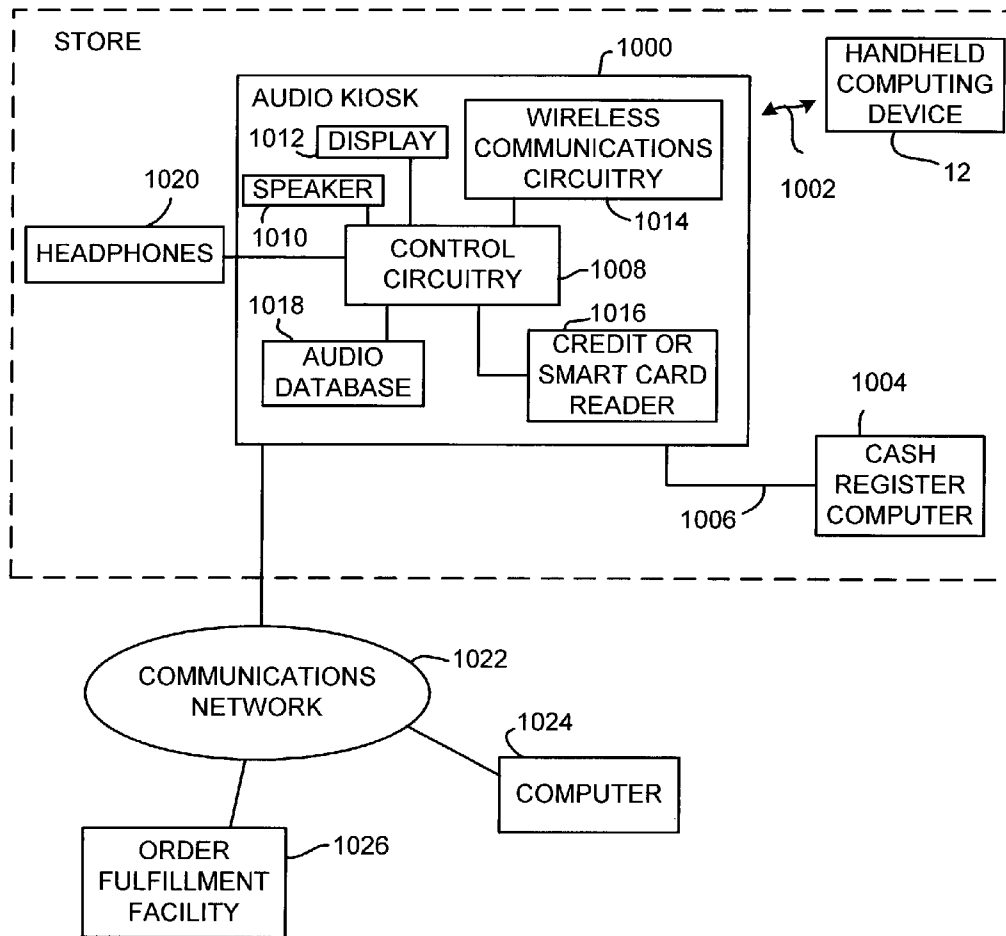 STORE
1000
HANDHELD
COMPUTING
DEVICE
12
1002
AUDIO KIOSK
WIRELESS
COMMUNICATIONS
CIRCUITRY
1014
1012
DISPLAY
SPEAKER
1010
1020
HEADPHONES
CONTROL
CIRCUITRY
1008
1018
AUDIO
DATABASE
1016
CREDIT OR
SMART CARD
READER
1004
CASH
REGISTER
COMPUTER
1006
COMMUNICATIONS
NETWORK
1022
1024
COMPUTER
ORDER
FULFILLMENT
FACILITY
1026